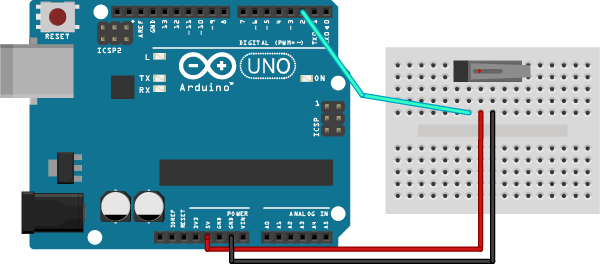 RESET
ICSP2
AREF
GND
13
12
~11
~10
~9
8
7
~6
~5
4
~3
2
TX→1
RX←0
DIGITAL (PWM~)
L
TX
RX
UNO
Arduino™
ON
1
ICSP
POWER
ANALOG IN
IOREF
RESET
3V3
5V
GND
GND
VIN
A0
A1
A2
A3
A4
A5